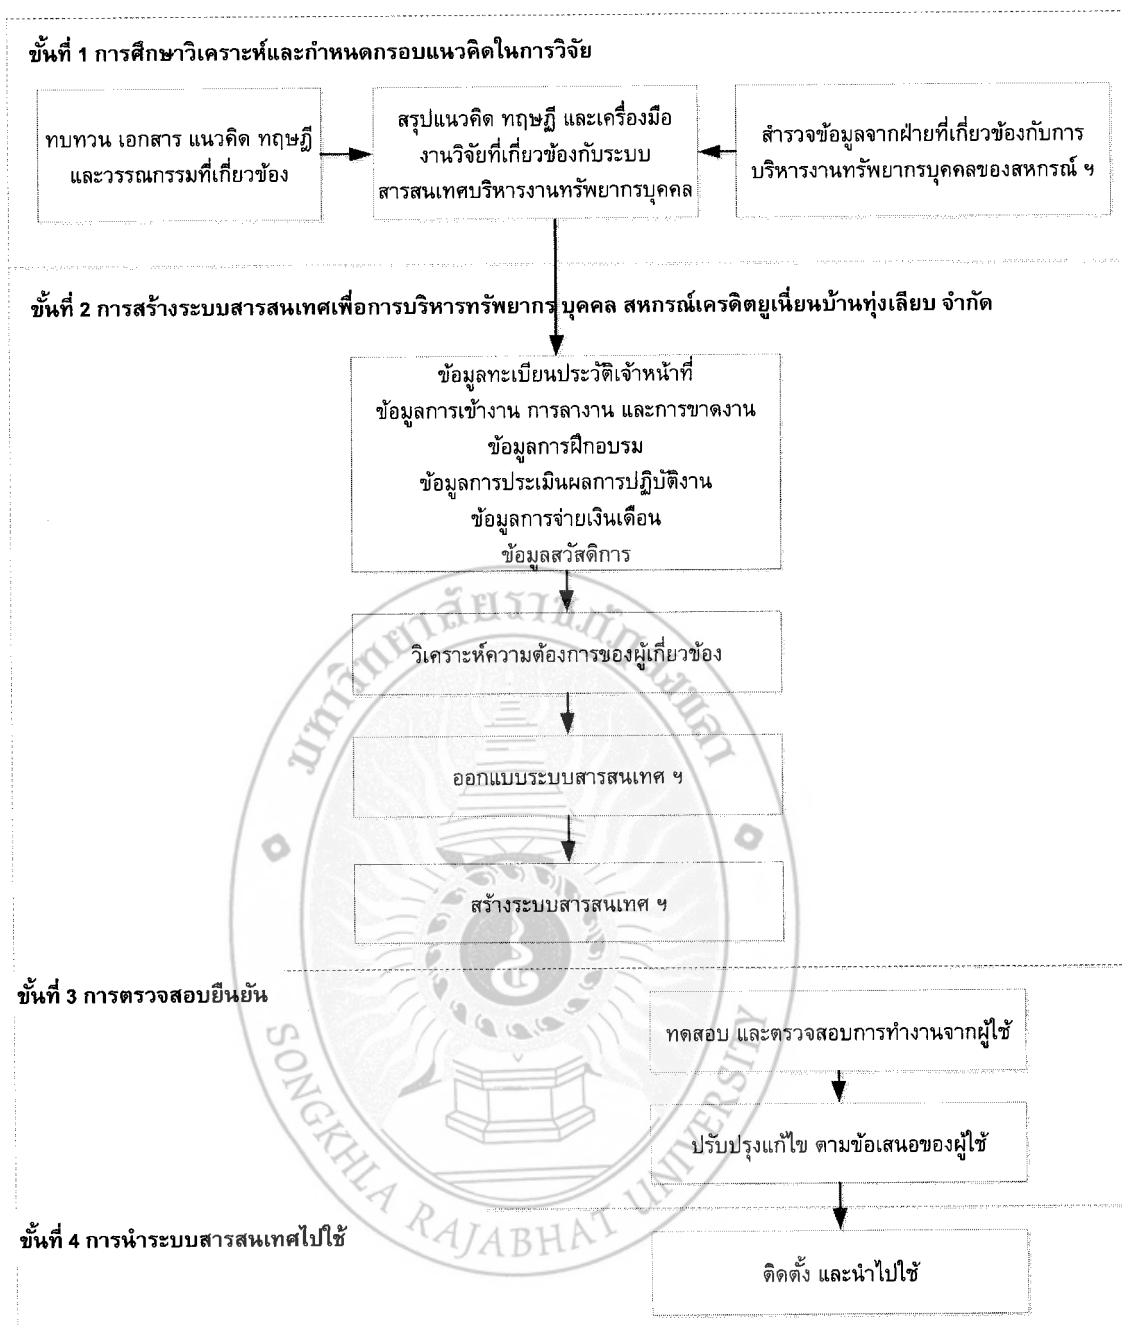 ขั้นที่ 1 การศึกษาวิเคราะห์และกำหนดกรอบแนวคิดในการวิจัย
ทบทวน เอกสาร แนวคิด ทฤษฎี
และวรรณกรรมที่เกี่ยวข้อง
สรุปแนวคิด ทฤษฎี และเครื่องมือ
งานวิจัยที่เกี่ยวข้องกับระบบ
สารสนเทศบริหารงานทรัพยากรบุคคล
สำรวจข้อมูลจากฝ่ายที่เกี่ยวข้องกับการ
บริหารงานทรัพยากรบุคคลของสหกรณ์ ฯ
ขั้นที่ 2 การสร้างระบบสารสนเทศเพื่อการบริหารทรัพยากร บุคคล สหกรณ์เครดิตยูเนี่ยนบ้านทุ่งเลียบ จำกัด
ข้อมูลทะเบียนประวัติเจ้าหน้าที่
ข้อมูลการเข้างาน การลางาน และการขาดงาน
ข้อมูลการฝึกอบรม
ข้อมูลการประเมินผลการปฏิบัติงาน
ข้อมูลการจ่ายเงินเดือน
ข้อมูลสวัสดิการ
วิเคราะห์ความต้องการของผู้เกี่ยวข้อง
ออกแบบระบบสารสนเทศ ฯ
สร้างระบบสารสนเทศ ฯ
ขั้นที่ 3 การตรวจสอบยืนยัน
ทดสอบ และตรวจสอบการทำงานจากผู้ใช้
ปรับปรุงแก้ไข ตามข้อเสนอของผู้ใช้
ขั้นที่ 4 การนำระบบสารสนเทศไปใช้
ติดตั้ง และนำไปใช้
มหาวิทยาลัยราชภัฏสงขลา
SONGKHLA RAJABHAT UNIVERSITY